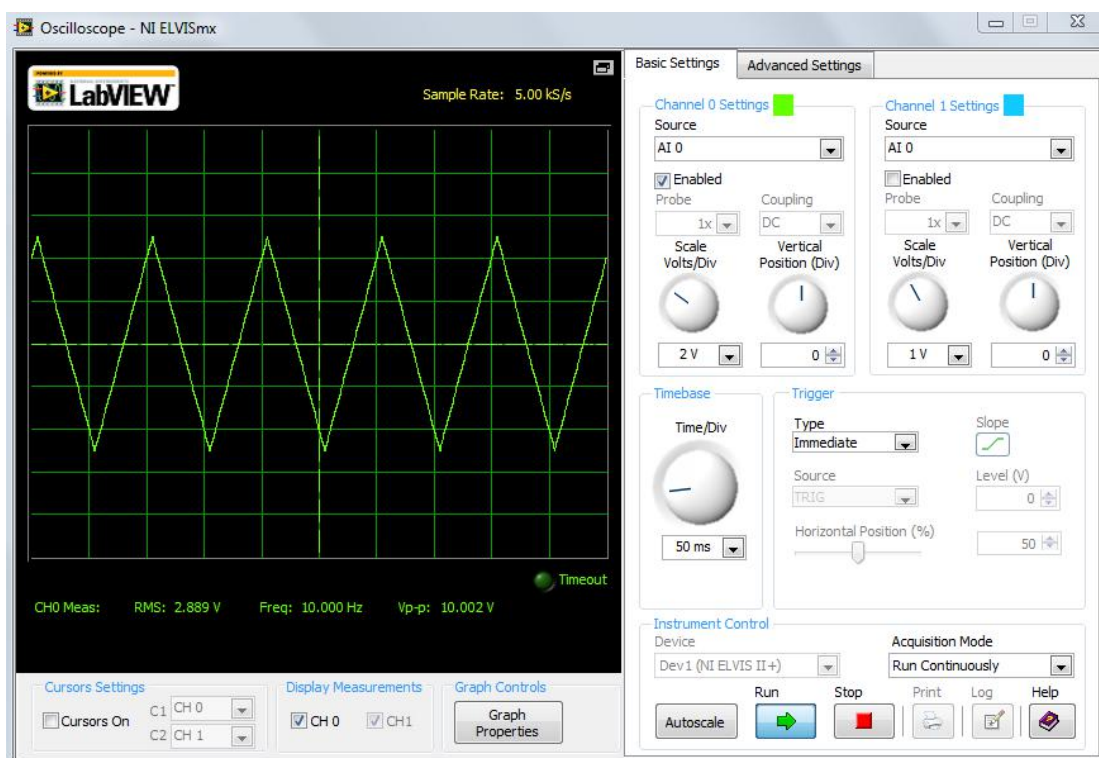 Oscilloscope - NI ELVISmx
POWERED BY
LabVIEW
Sample Rate: 5.00 kS/s
Timeout
CH0 Meas: RMS: 2.889 V Freq: 10.000 Hz Vp-p: 10.002 V
Cursors Settings
Cursors On
C1 CH 0
C2 CH 1
Display Measurements
CH 0 CH1
Graph Controls
Graph
Properties
Basic Settings Advanced Settings
Channel 0 Settings
Source
AI 0
Enabled
Probe Coupling
1x DC
Scale Vertical
Volts/Div Position (Div)
2 V 0
Channel 1 Settings
Source
AI 0
Enabled
Probe Coupling
1x DC
Scale Vertical
Volts/Div Position (Div)
1 V 0
Timebase
Time/Div
50 ms
Trigger
Type Slope
Immediate
Source Level (V)
TRIG 0
Horizontal Position (%)
50
Instrument Control
Device Acquisition Mode
Dev1 (NI ELVIS II+) Run Continuously
Run Stop Print Log Help
Autoscale